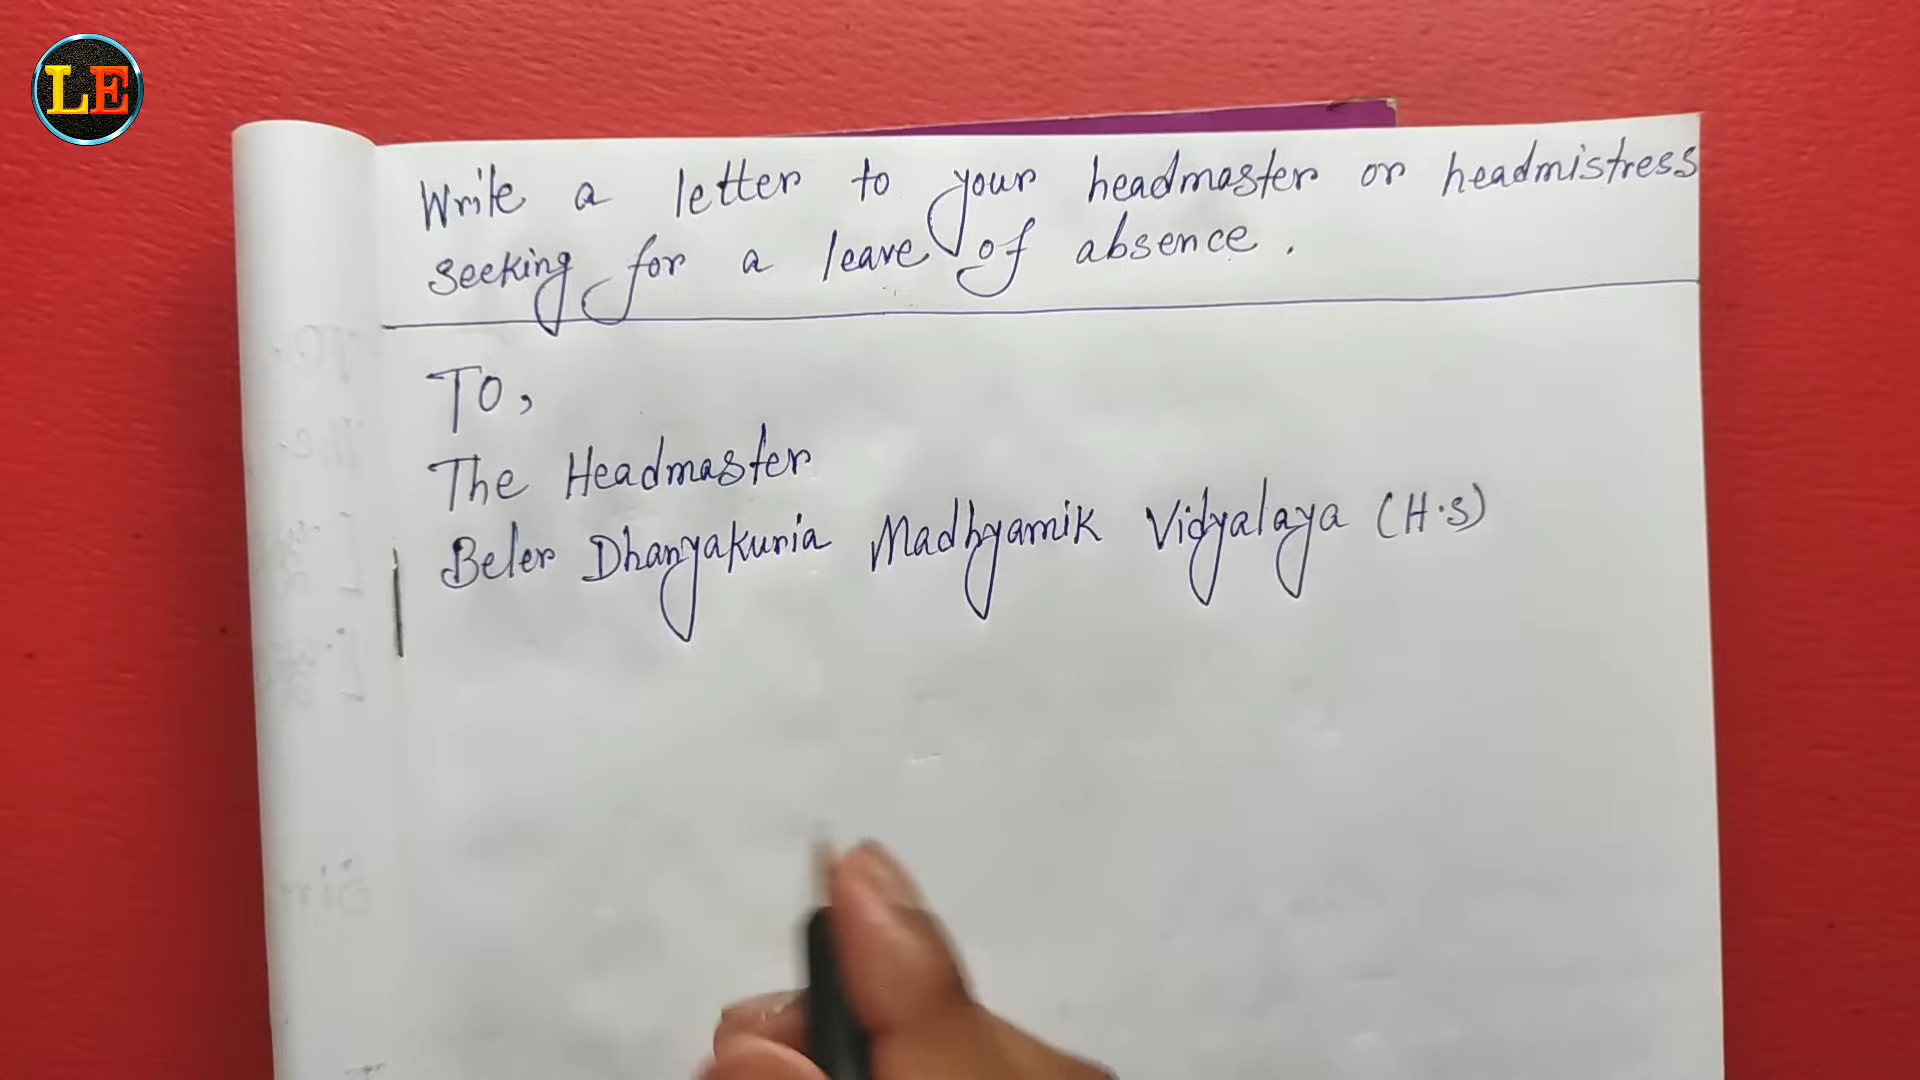 LE
Write a letter to your headmaster or headmistress
seeking for a leave of absence.
TO,
The Headmaster
Beler Dhanyakuria Madhyamik Vidyalaya (H.S)